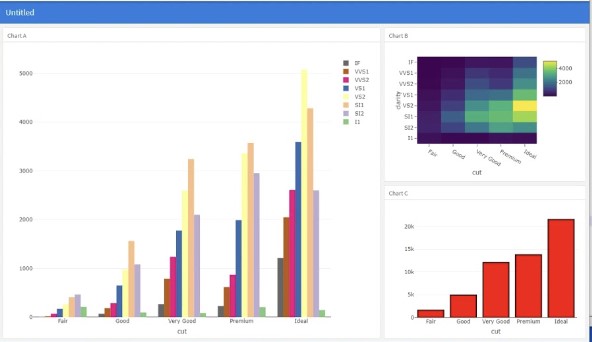 Untitled
Chart A
5000
4000
3000
2000
1000
0
Fair
Good
Very Good
Premium
Ideal
cut
IF
VVS1
VVS2
VS1
VS2
SI1
SI2
I1
Chart B
clarity
IF
VVS1
VVS2
VS1
VS2
SI1
SI2
I1
Fair
Good
Very Good
Premium
Ideal
cut
4000
2000
Chart C
20k
15k
10k
5k
0
Fair
Good
Very Good
Premium
Ideal
cut